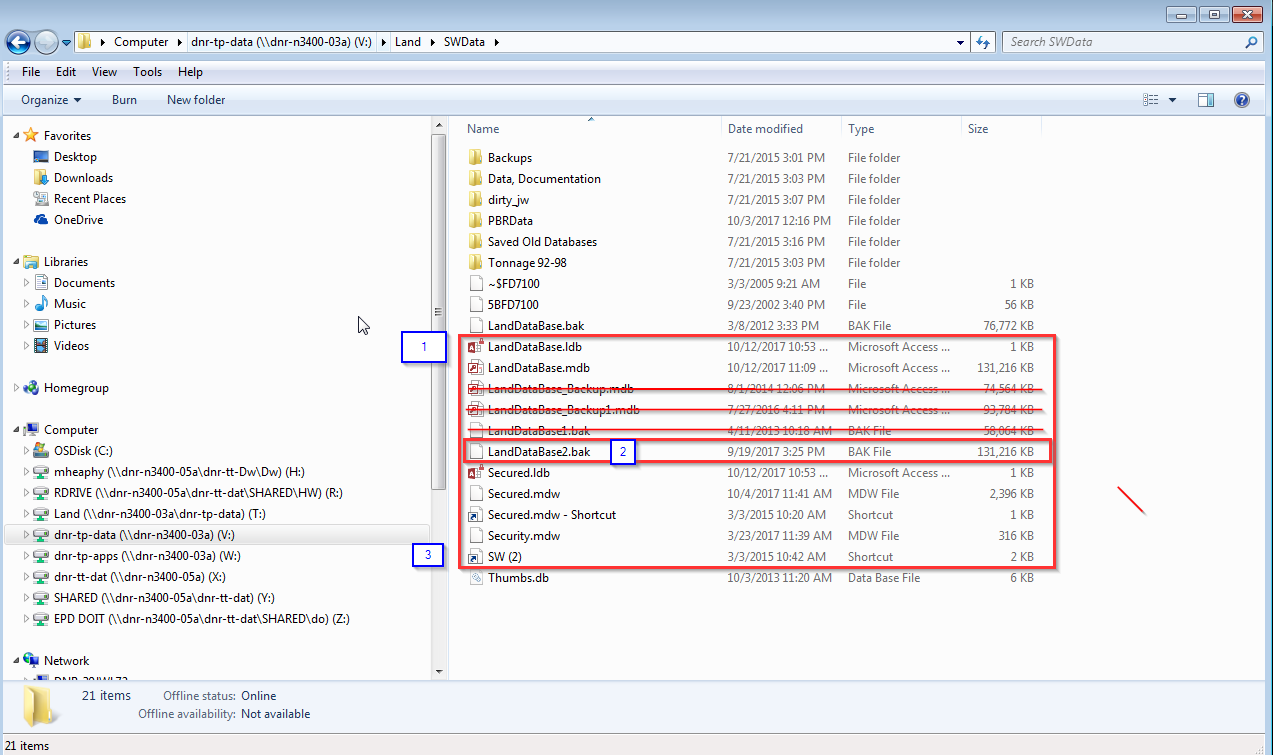 Computer dnr-tp-data (\\dnr-n3400-03a) (V:) Land SWData Search SWData
File Edit View Tools Help
Organize Burn New folder
Favorites
Desktop
Downloads
Recent Places
OneDrive
Libraries
Documents
Music
Pictures
Videos
Homegroup
Computer
OSDisk (C:)
mheaphy (\\dnr-n3400-05a\dnr-tt-Dw\Dw) (H:)
RDRIVE (\\dnr-n3400-05a\dnr-tt-dat\SHARED\HW) (R:)
Land (\\dnr-n3400-03a\dnr-tp-data) (T:)
dnr-tp-data (\\dnr-n3400-03a) (V:)
dnr-tp-apps (\\dnr-n3400-03a) (W:)
dnr-tt-dat (\\dnr-n3400-05a) (X:)
SHARED (\\dnr-n3400-05a\dnr-tt-dat) (Y:)
EPD DOIT (\\dnr-n3400-05a\dnr-tt-dat\SHARED\do) (Z:)
Network
Name Date modified Type Size
Backups 7/21/2015 3:01 PM File folder
Data, Documentation 7/21/2015 3:03 PM File folder
dirty_jw 7/21/2015 3:07 PM File folder
PBRData 10/3/2017 12:16 PM File folder
Saved Old Databases 7/21/2015 3:16 PM File folder
Tonnage 92-98 7/21/2015 3:03 PM File folder
~$FD7100 3/3/2005 9:21 AM File 1 KB
5BFD7100 9/23/2002 3:40 PM File 56 KB
LandDataBase.bak 3/8/2012 3:33 PM BAK File 76,772 KB
1 LandDataBase.ldb 10/12/2017 10:53 ... Microsoft Access ... 1 KB
LandDataBase.mdb 10/12/2017 11:09 ... Microsoft Access ... 131,216 KB
LandDataBase_Backup.mdb 8/1/2014 12:06 PM Microsoft Access ... 74,564 KB
LandDataBase_Backup1.mdb 7/27/2016 4:11 PM Microsoft Access ... 93,784 KB
LandDataBase1.bak 4/11/2013 10:18 AM BAK File 58,064 KB
LandDataBase2.bak 2 9/19/2017 3:25 PM BAK File 131,216 KB
Secured.ldb 10/12/2017 10:53 ... Microsoft Access ... 1 KB
Secured.mdw 10/4/2017 11:41 AM MDW File 2,396 KB
Secured.mdw - Shortcut 3/3/2015 10:20 AM Shortcut 1 KB
Security.mdw 3/23/2017 11:39 AM MDW File 316 KB
3 SW (2) 3/3/2015 10:42 AM Shortcut 2 KB
Thumbs.db 10/3/2013 11:20 AM Data Base File 6 KB
21 items Offline status: Online
Offline availability: Not available
21 items